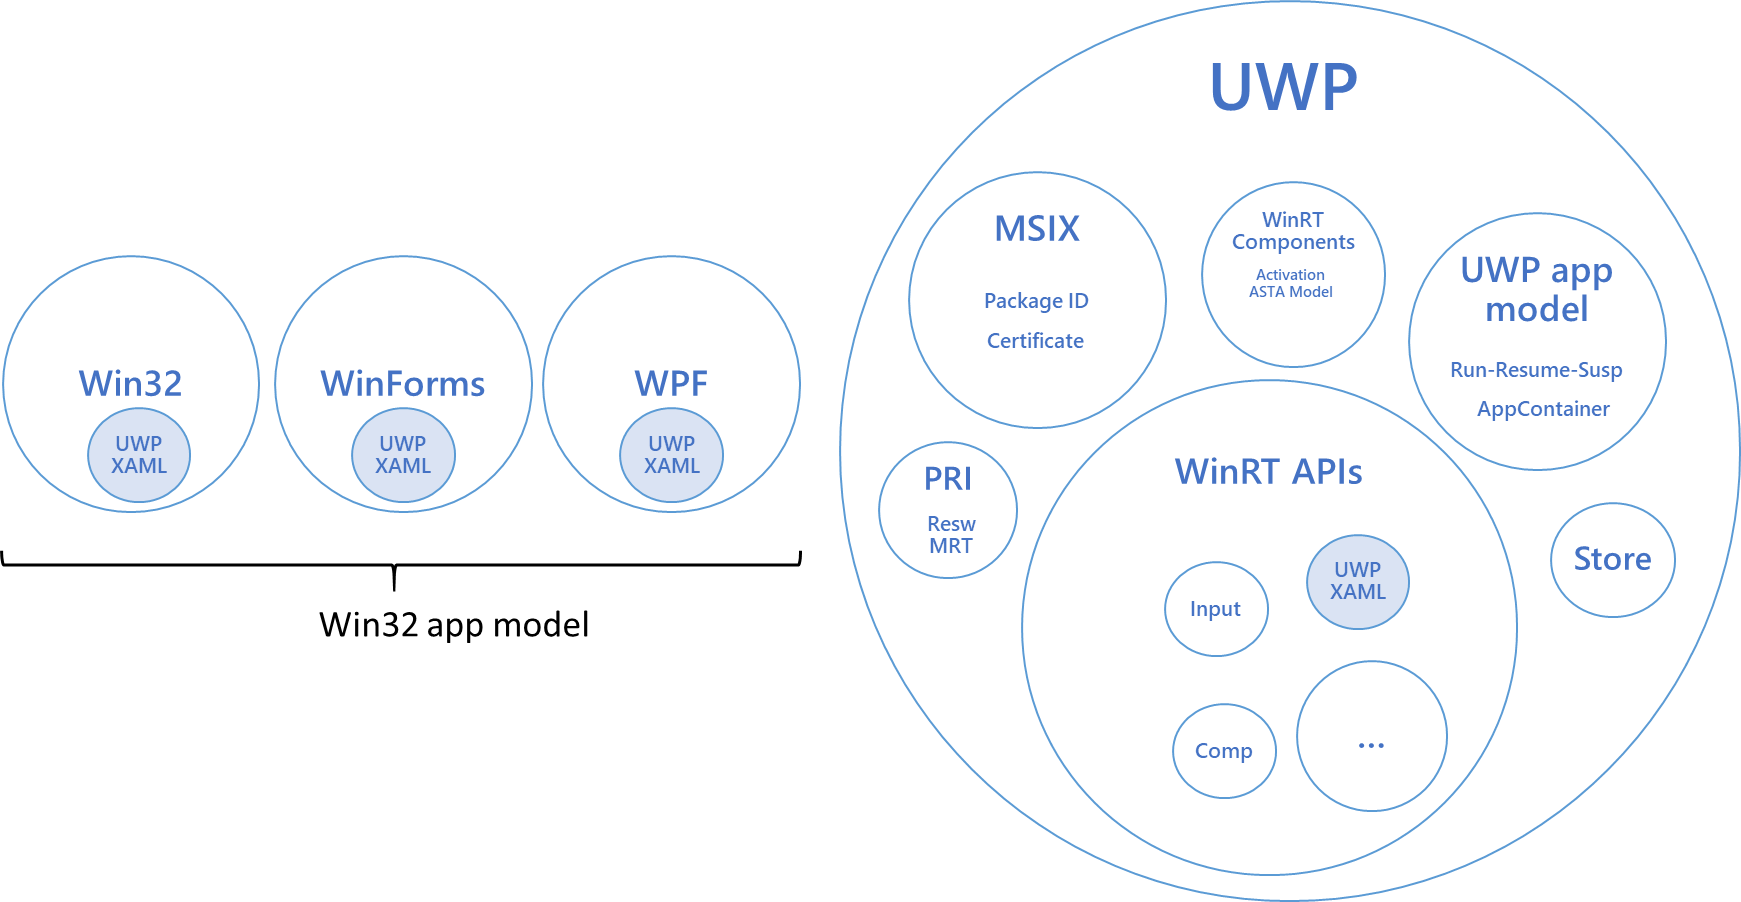 Win32
UWP
XAML
WinForms
UWP
XAML
WPF
UWP
XAML
Win32 app model
UWP
MSIX
Package ID
Certificate
WinRT
Components
Activation
ASTA Model
UWP app
model
Run-Resume-Susp
AppContainer
PRI
Resw
MRT
WinRT APIs
Input
UWP
XAML
Comp
...
Store